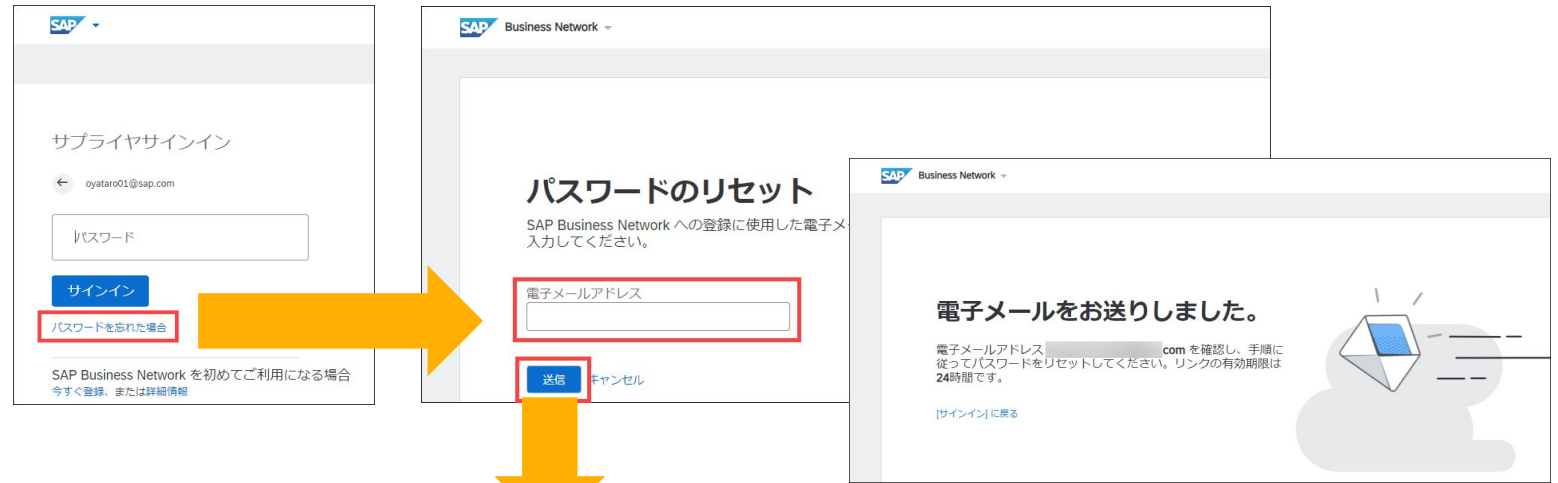 SAP
サプライヤサインイン
oyataro01@sap.com
パスワード
サインイン
パスワードを忘れた場合
SAP Business Network を初めてご利用になる場合
今すぐ登録、または詳細情報
SAP Business Network
パスワードのリセット
SAP Business Network への登録に使用した電子メ
入力してください。
電子メールアドレス
送信 キャンセル
SAP Business Network
電子メールをお送りしました。
電子メールアドレス com を確認し、手順に
従ってパスワードをリセットしてください。リンクの有効期限は
24時間です。
[サインイン] に戻る